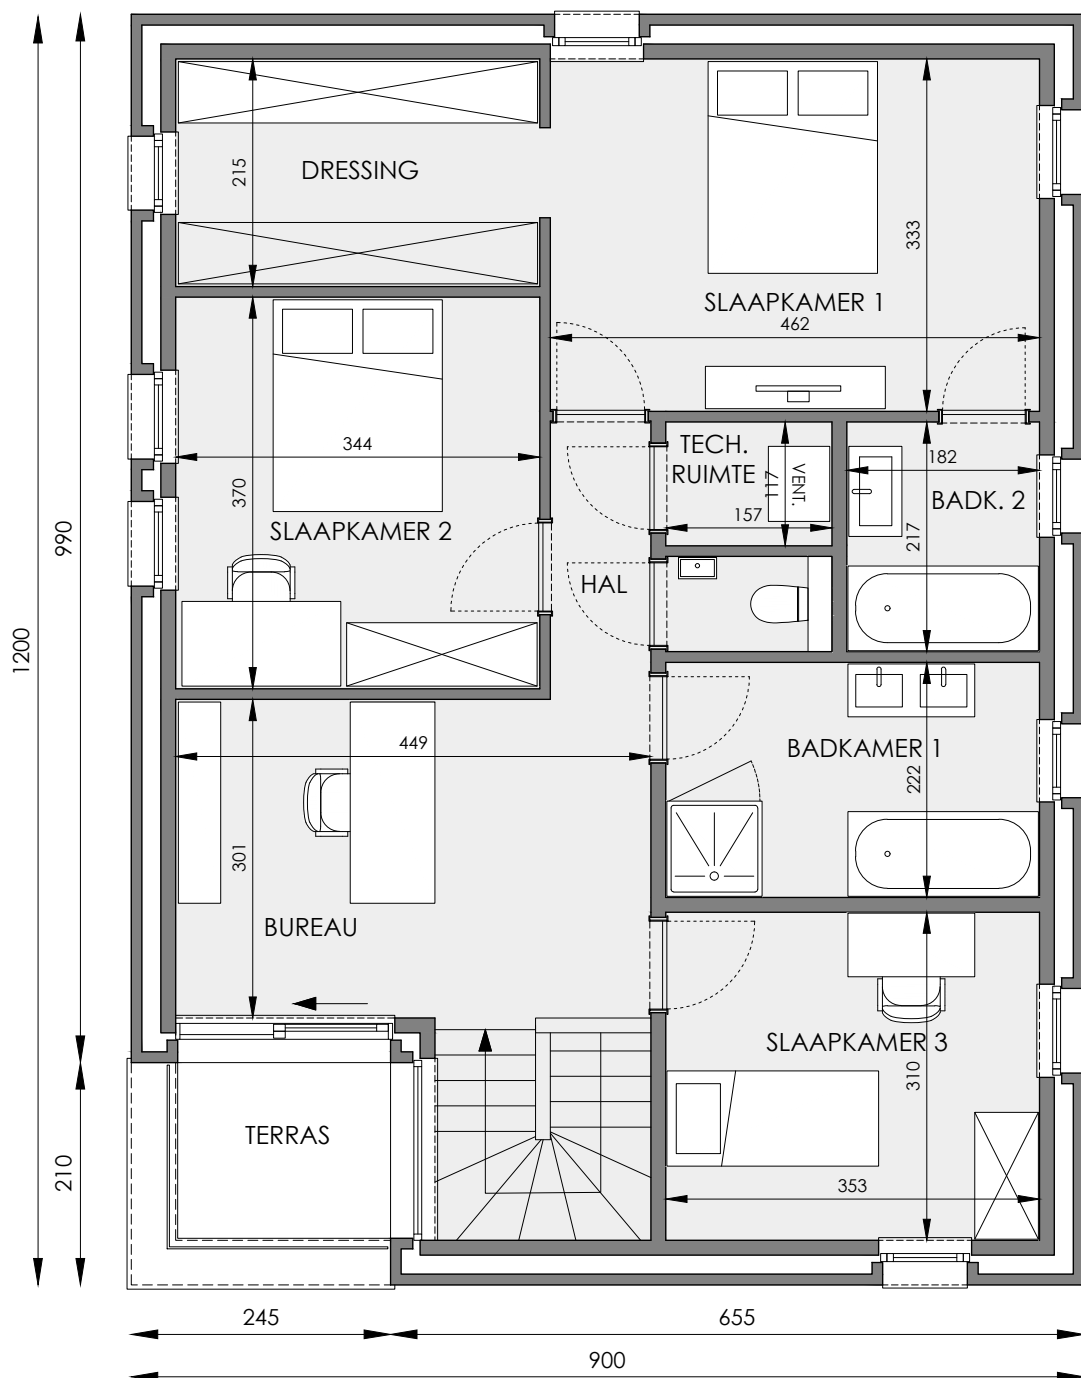 DRESSING
215
333
SLAAPKAMER 1
462
344
370
SLAAPKAMER 2
TECH.
RUIMTE
VENT.
117
157
182
BADK. 2
217
HAL
990
1200
449
BADKAMER 1
222
301
BUREAU
SLAAPKAMER 3
310
TERRAS
210
353
245
655
900